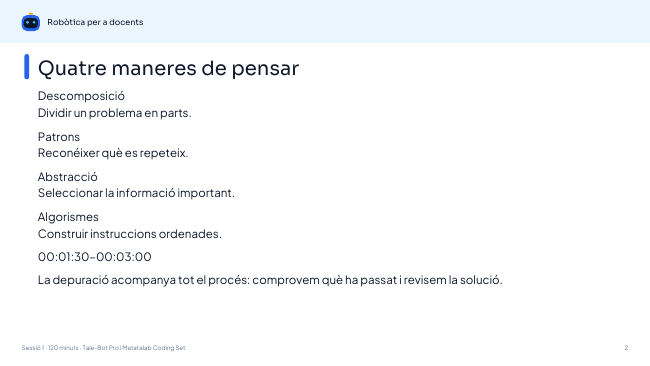 Robòtica per a docents
Quatre maneres de pensar
Descomposició
Dividir un problema en parts.
Patrons
Reconéixer què es repeteix.
Abstracció
Seleccionar la informació important.
Algorismes
Construir instruccions ordenades.
00:01:30–00:03:00
La depuració acompanya tot el procés: comprovem què ha passat i revisem la solució.
Sessió 1 · 120 minuts · Tale-Bot Pro i Matatalab Coding Set
2